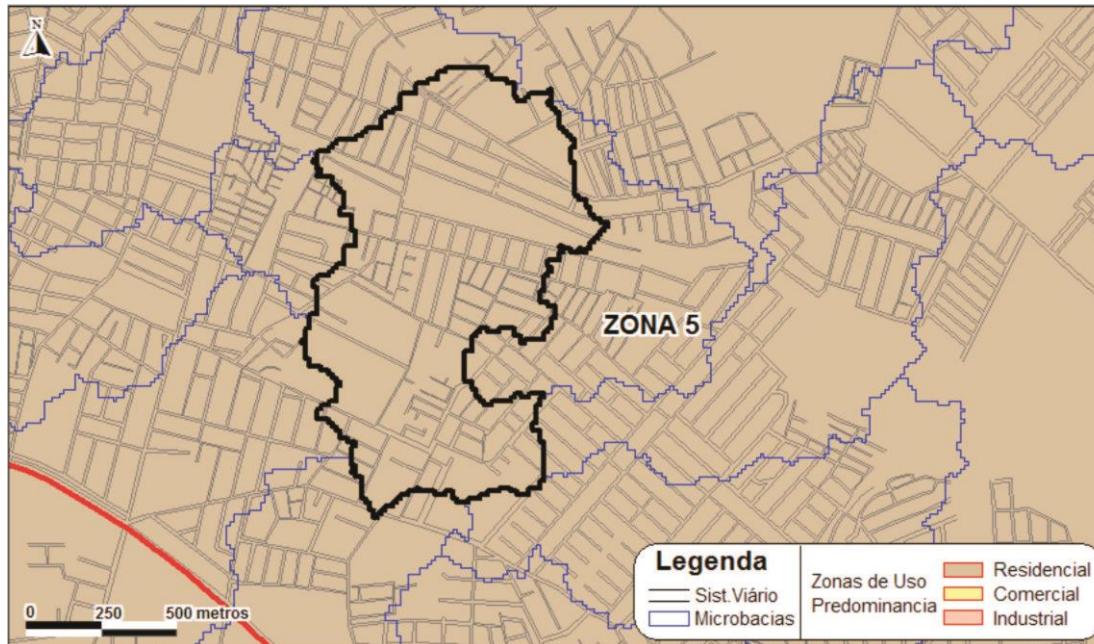 N
ZONA 5
0 250 500 metros
Legenda
Sist.Viário
Microbacias
Zonas de Uso
Predominancia
Residencial
Comercial
Industrial